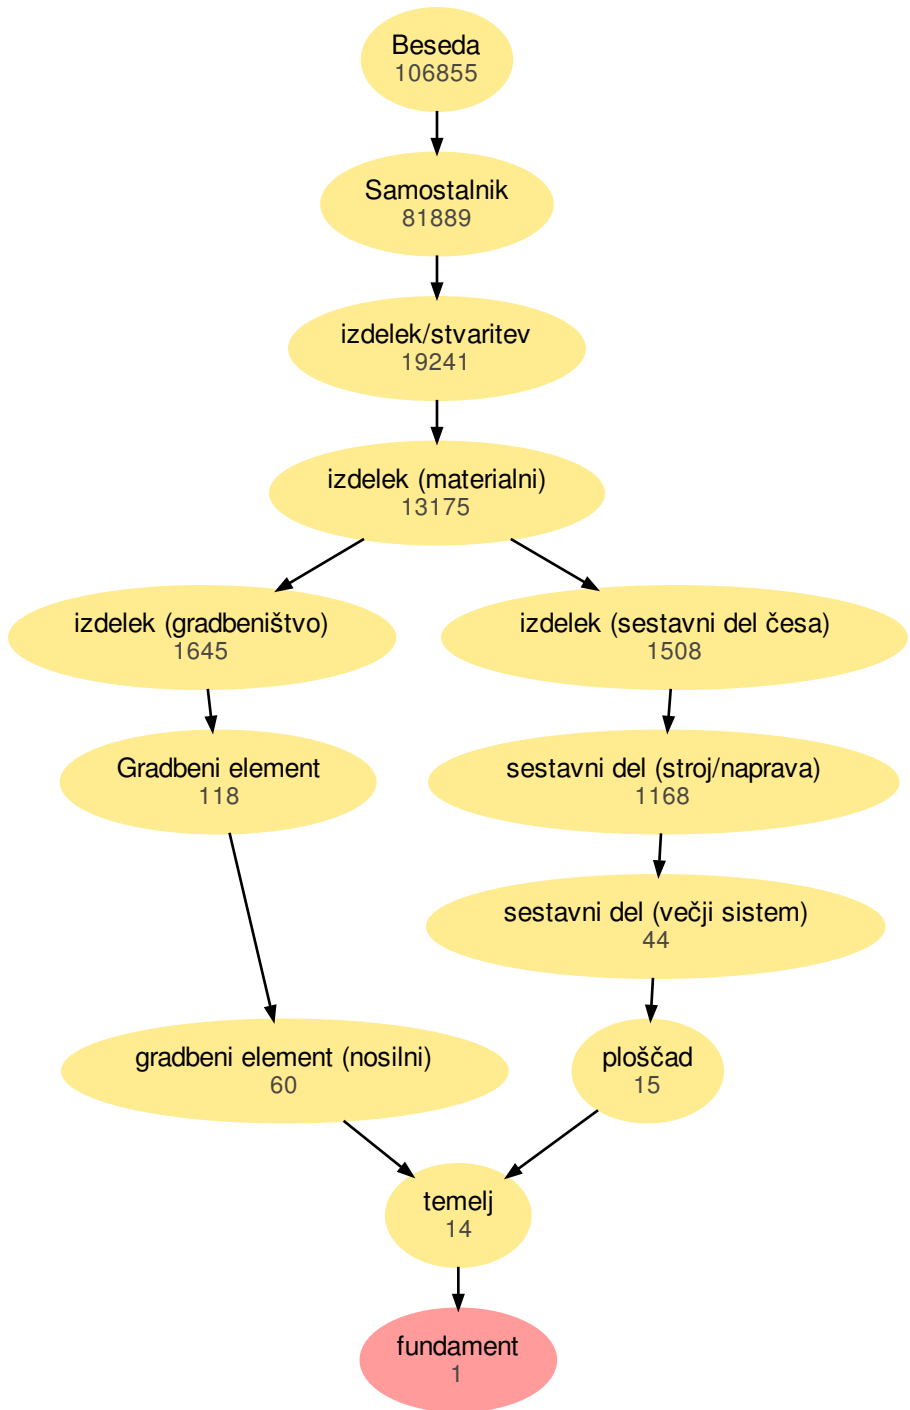 Beseda
106855
Samostalnik
81889
izdelek/stvaritev
19241
izdelek (materialni)
13175
izdelek (gradbeništvo)
1645
izdelek (sestavni del česa)
1508
Gradbeni element
118
sestavni del (stroj/naprava)
1168
sestavni del (večji sistem)
44
gradbeni element (nosilni)
60
ploščad
15
temelj
14
fundament
1